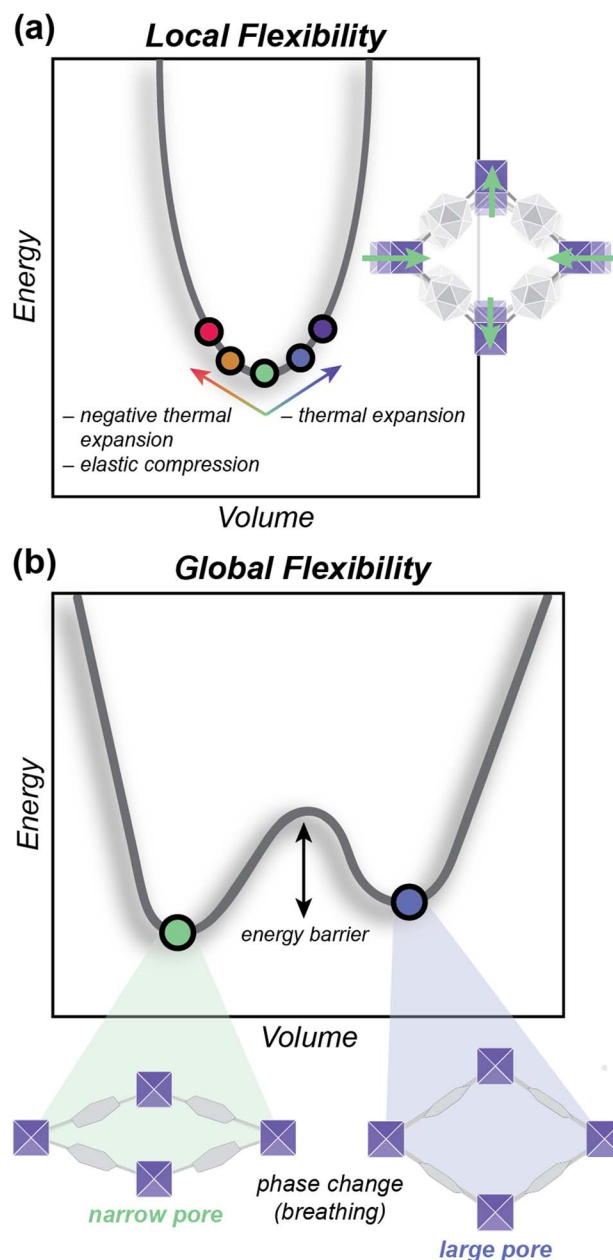 (a)
Local Flexibility
Energy
– negative thermal
expansion
– elastic compression
– thermal expansion
Volume
(b)
Global Flexibility
Energy
energy barrier
Volume
narrow pore
phase change
(breathing)
large pore